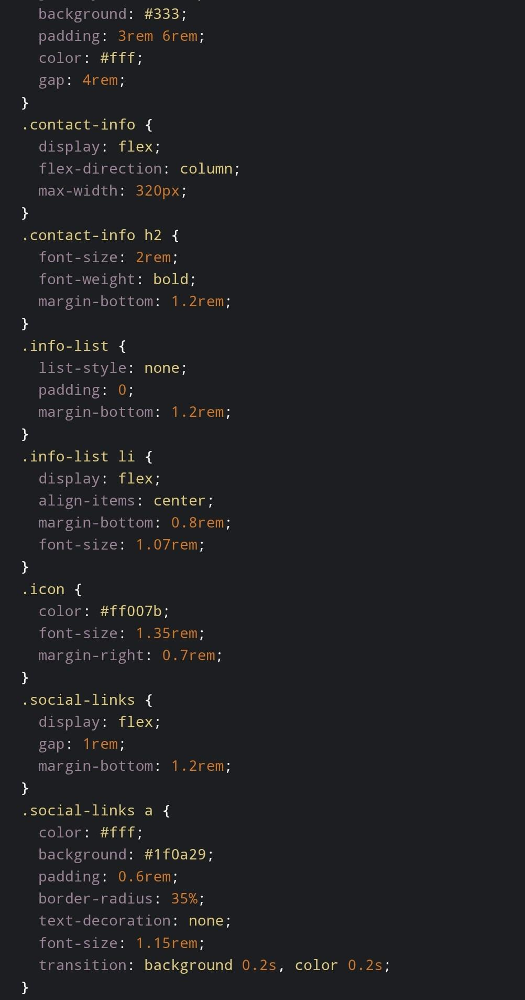 background: #333;
padding: 3rem 6rem;
color: #fff;
gap: 4rem;
}
.contact-info {
display: flex;
flex-direction: column;
max-width: 320px;
}
.contact-info h2 {
font-size: 2rem;
font-weight: bold;
margin-bottom: 1.2rem;
}
.info-list {
list-style: none;
padding: 0;
margin-bottom: 1.2rem;
}
.info-list li {
display: flex;
align-items: center;
margin-bottom: 0.8rem;
font-size: 1.07rem;
}
.icon {
color: #ff007b;
font-size: 1.35rem;
margin-right: 0.7rem;
}
.social-links {
display: flex;
gap: 1rem;
margin-bottom: 1.2rem;
}
.social-links a {
color: #fff;
background: #1f0a29;
padding: 0.6rem;
border-radius: 35%;
text-decoration: none;
font-size: 1.15rem;
transition: background 0.2s, color 0.2s;
}